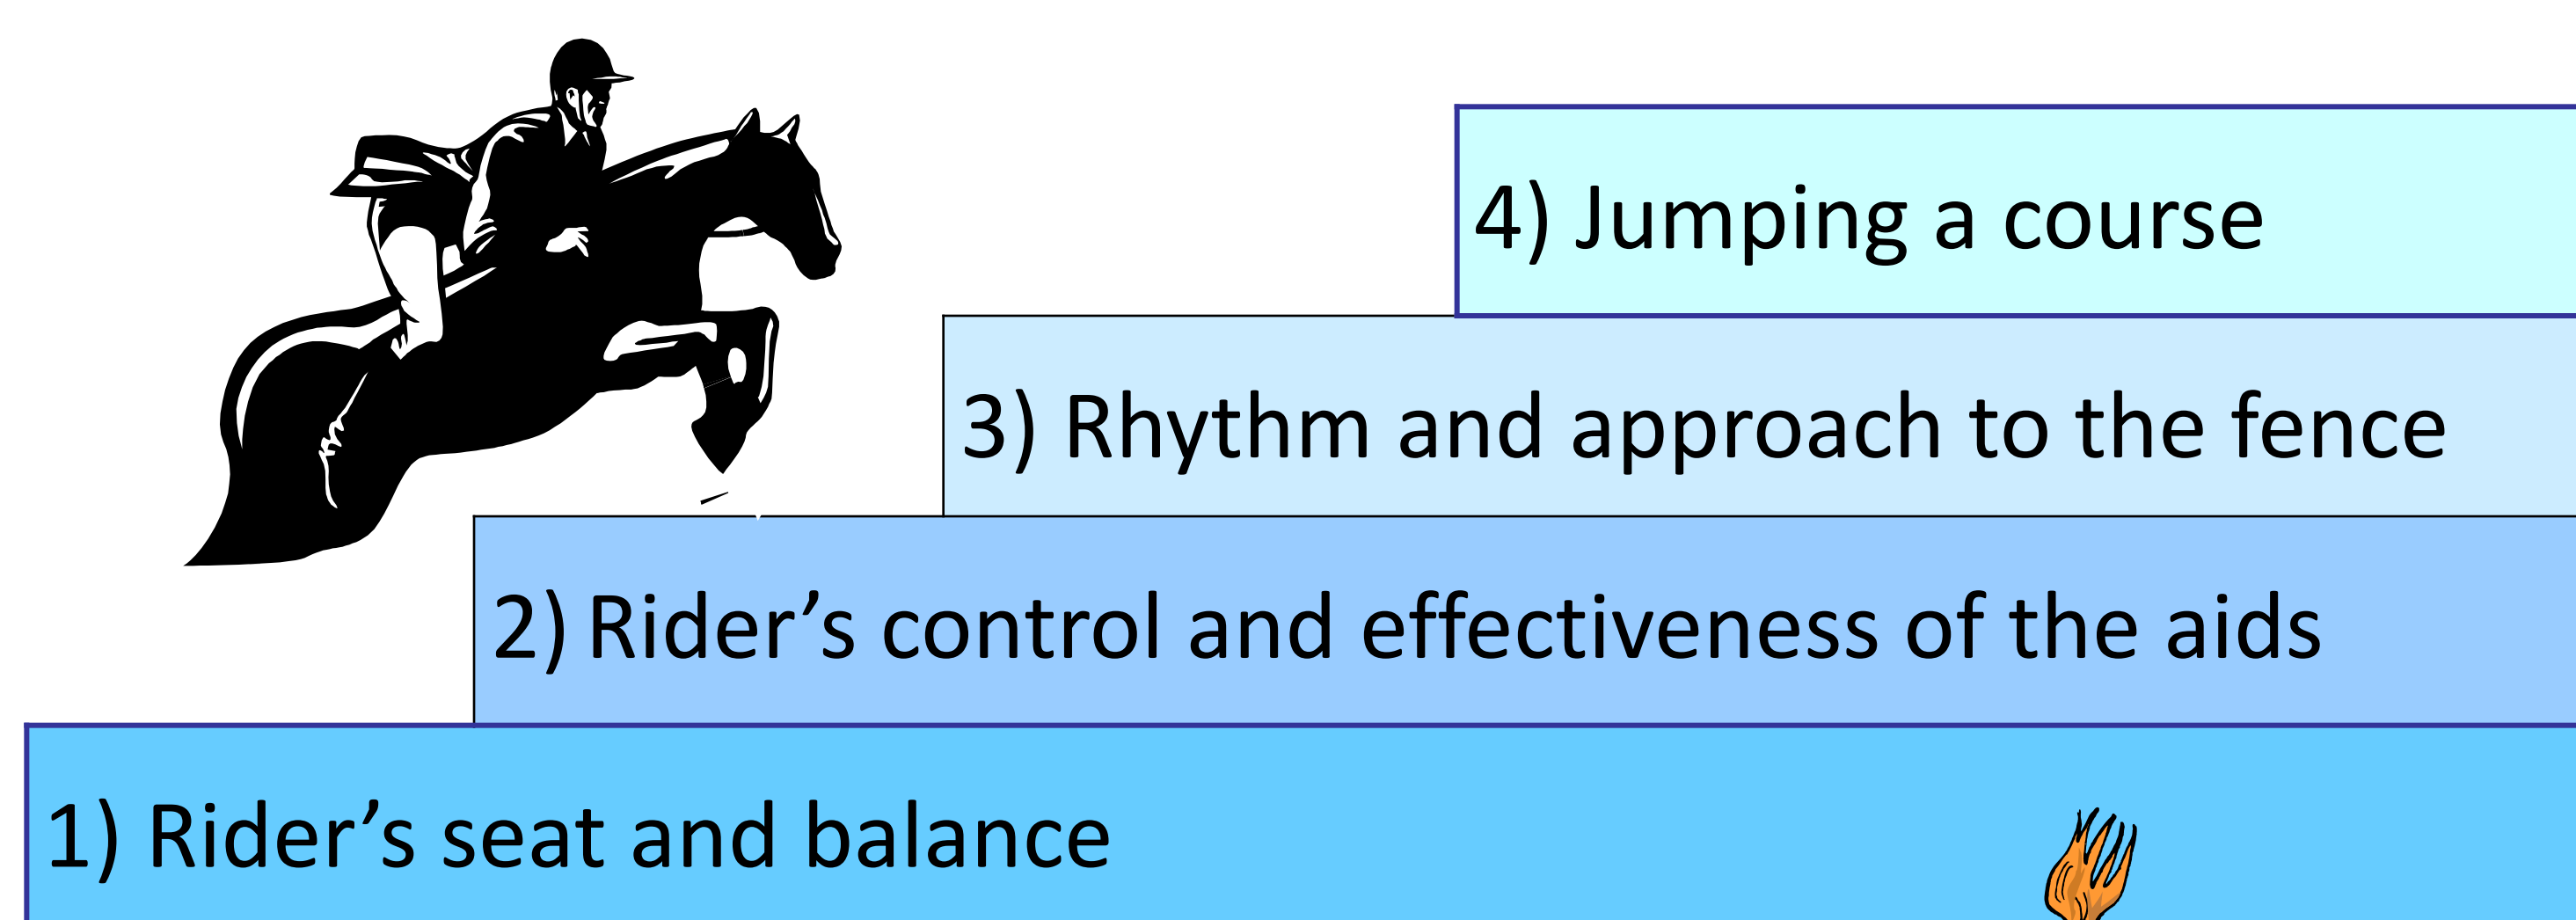 4) Jumping a course
3) Rhythm and approach to the fence
2) Rider’s control and effectiveness of the aids
1) Rider’s seat and balance